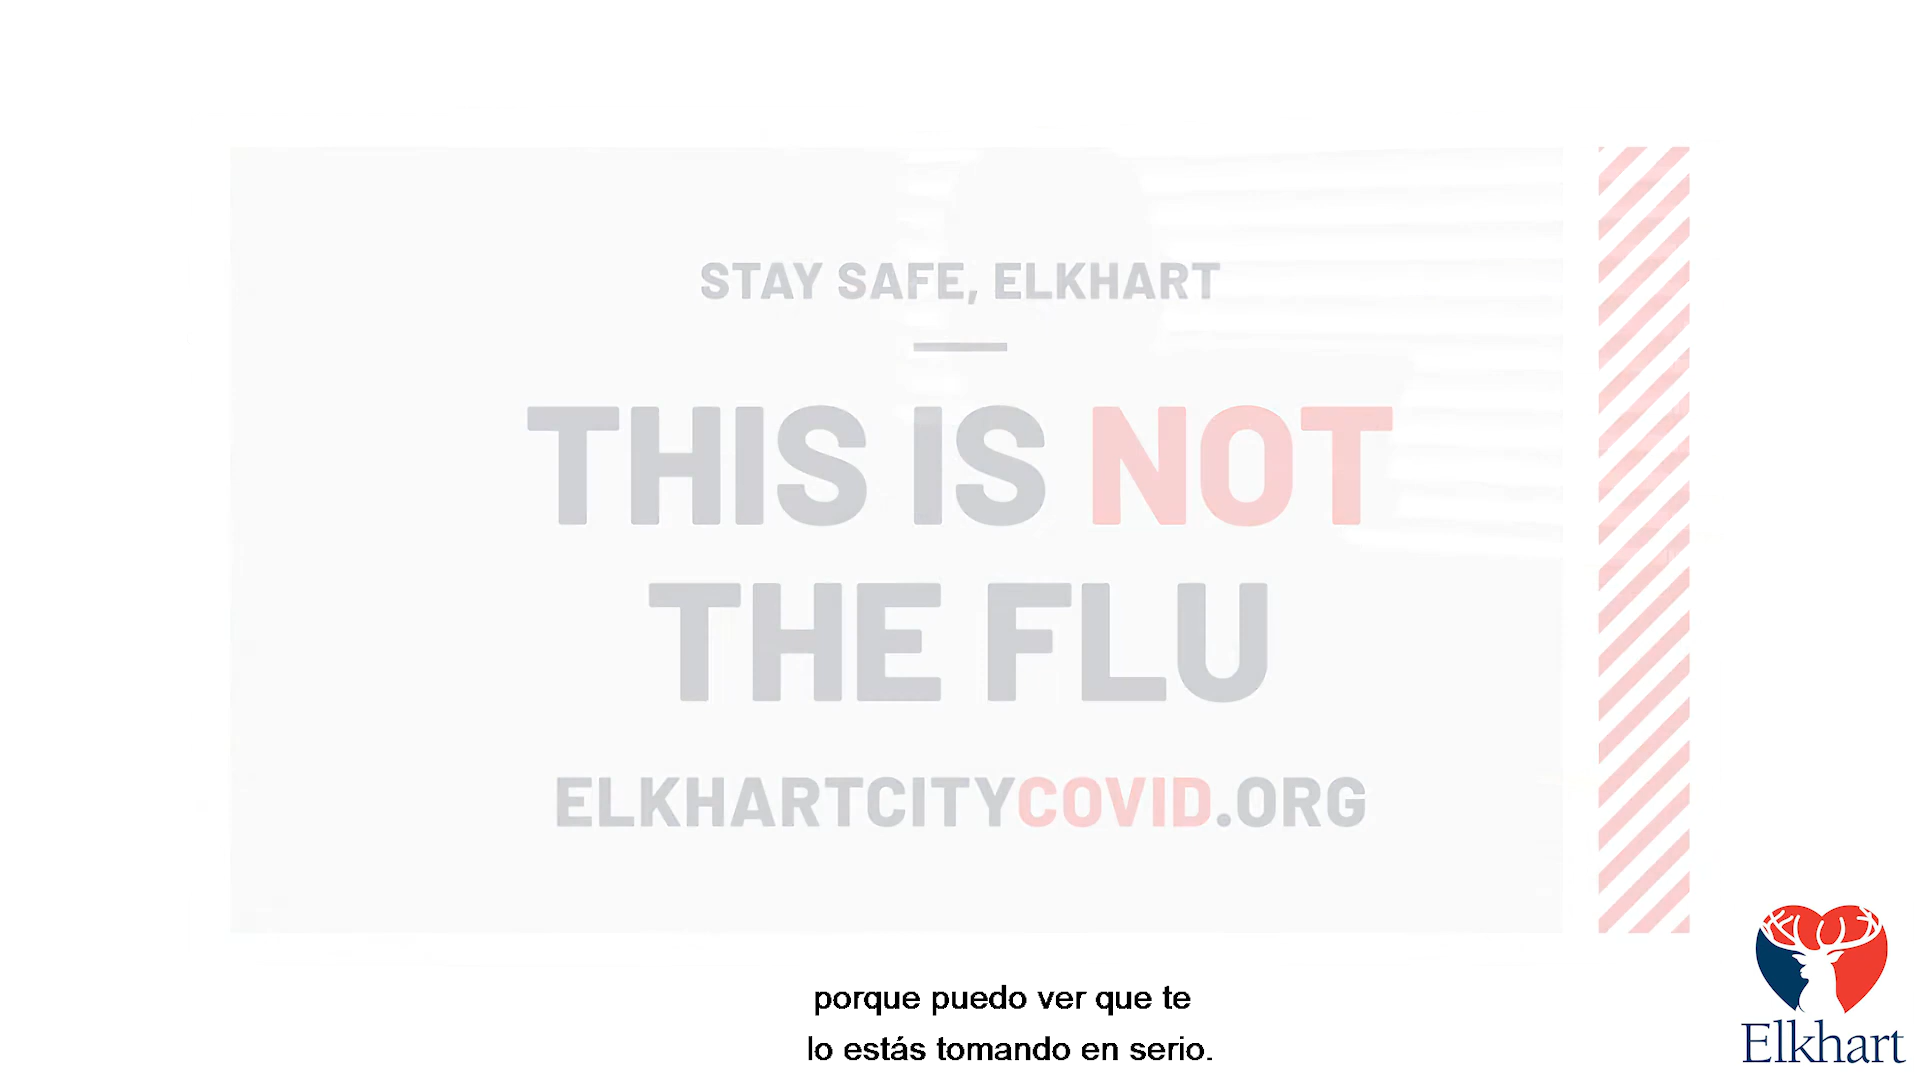 STAY SAFE, ELKHART
THIS IS NOT
THE FLU
ELKHARTCITYCOVID.ORG
porque puedo ver que te
lo estás tomando en serio.
Elkhart